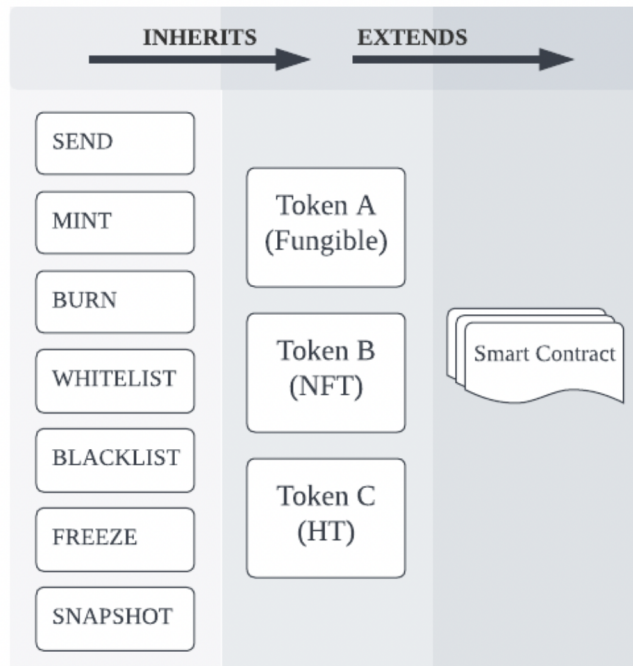 INHERITS
EXTENDS
SEND
MINT
BURN
WHITELIST
BLACKLIST
FREEZE
SNAPSHOT
Token A
(Fungible)
Token B
(NFT)
Token C
(HT)
Smart Contract